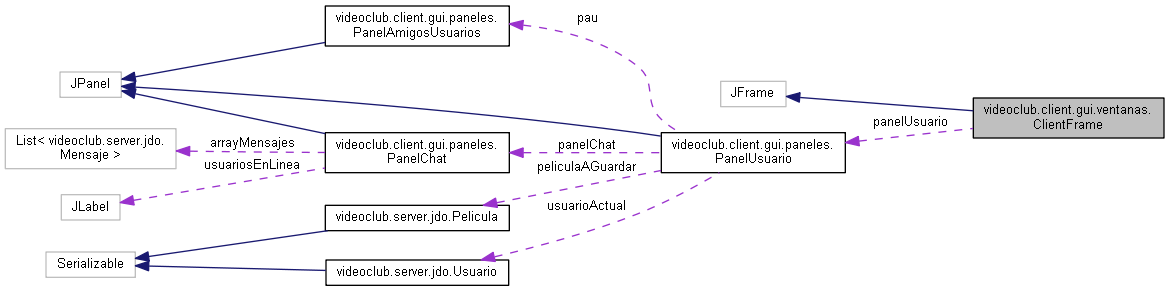 videoclub.client.gui.paneles.
PanelAmigosUsuarios
pau
JPanel
JFrame
videoclub.client.gui.ventanas.
ClientFrame
panelUsuario
List< videoclub.server.jdo.
Mensaje >
arrayMensajes
usuariosEnLinea
videoclub.client.gui.paneles.
PanelChat
panelChat
peliculaAGuardar
usuarioActual
videoclub.client.gui.paneles.
PanelUsuario
JLabel
videoclub.server.jdo.Pelicula
Serializable
videoclub.server.jdo.Usuario